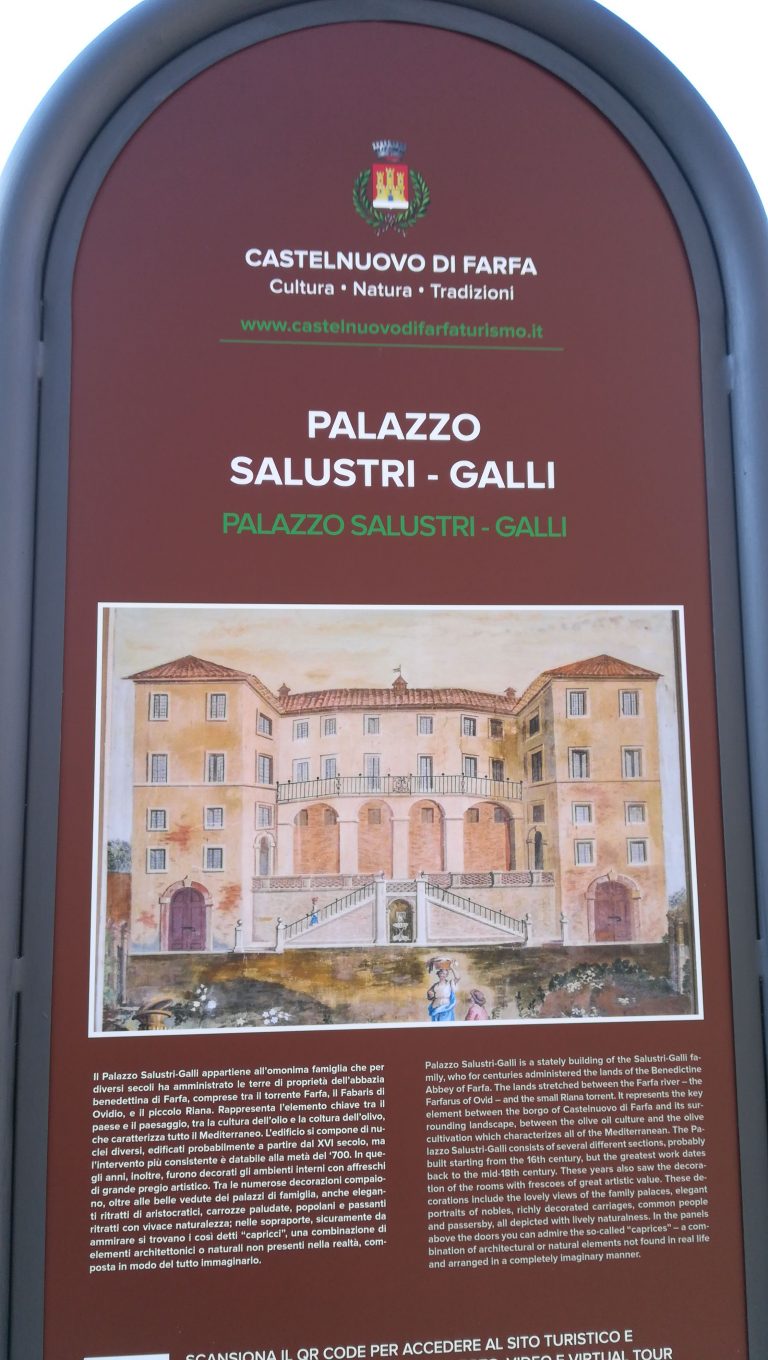 CASTELNUOVO DI FARFA
Cultura • Natura • Tradizioni
www.castelnuovodifarfaturismo.it
PALAZZO
SALUSTRI - GALLI
PALAZZO SALUSTRI - GALLI
Il Palazzo Salustri-Galli appartiene all'omonima famiglia che per
diversi secoli ha amministrato le terre di proprietà dell'abbazia
benedettina di Farfa, comprese tra il torrente Farfa, il Fabaris di
Ovidio, e il piccolo Riana. Rappresenta l'elemento chiave tra il
paese e il paesaggio, tra la cultura dell'olio e la coltura dell'olivo,
che caratterizza tutto il Mediterraneo. L'edificio si compone di nu-
clei diversi, edificati probabilmente a partire dal XVI secolo, ma
l'intervento più consistente è databile alla metà del '700. In que-
gli anni, inoltre, furono decorati gli ambienti interni con affreschi
di grande pregio artistico. Tra le numerose decorazioni compaio-
no, oltre alle belle vedute dei palazzi di famiglia, anche elegan-
ti ritratti di aristocratici, carrozze paludate, popolani e passanti
ritratti con vivace naturalezza; nelle sopraporte, sicuramente da
ammirare si trovano i così detti "capricci", una combinazione di
elementi architettonici o naturali non presenti nella realtà, com-
posta in modo del tutto immaginario.
Palazzo Salustri-Galli is a stately building of the Salustri-Galli fa-
mily, who for centuries administered the lands of the Benedictine
Abbey of Farfa. The lands stretched between the Farfa river – the
Farfarus of Ovid – and the small Riana torrent. It represents the key
element between the borgo of Castelnuovo di Farfa and its sur-
rounding landscape, between the olive oil culture and the olive
cultivation which characterizes all of the Mediterranean. The Pa-
lazzo Salustri-Galli consists of several different sections, probably
built starting from the 16th century, but the greatest work dates
back to the mid-18th century. These years also saw the decora-
tion of the rooms with frescoes of great artistic value. These de-
corations include the lovely views of the family palaces, elegant
portraits of nobles, richly decorated carriages, common people
and passersby, all depicted with lively naturalness. In the panels
above the doors you can admire the so-called "caprices" – a com-
bination of architectural or natural elements not found in real life
and arranged in a completely imaginary manner.
SCANSIONA IL QR CODE PER ACCEDERE AL SITO TURISTICO E
VIDEO E VIRTUAL TOUR